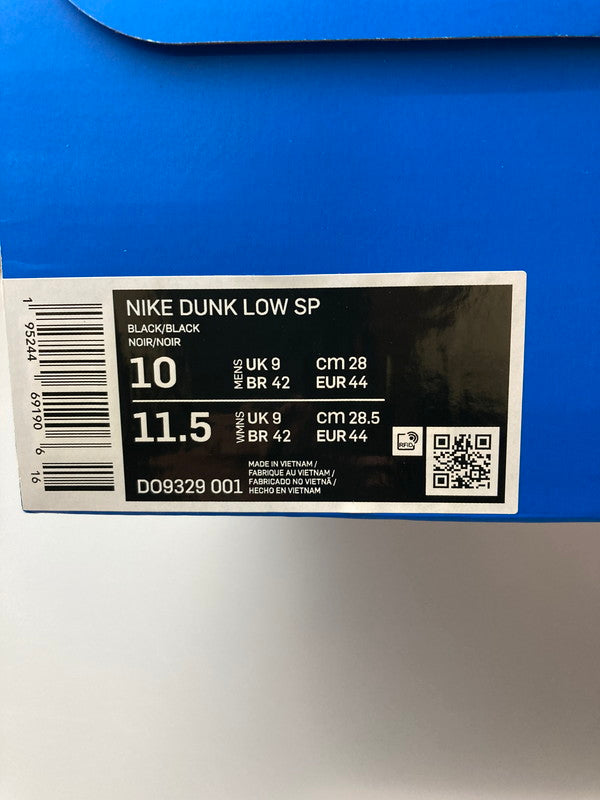 NIKE DUNK LOW SP
BLACK/BLACK
NOIR/NOIR
10 MENS UK 9 cm 28
BR 42 EUR 44
11.5 WMNS UK 9 cm 28.5
BR 42 EUR 44
DO9329 001
MADE IN VIETNAM /
FABRIQUE AU VIETNAM /
FABRICADO NO VIETNÃ /
HECHO EN VIETNAM
RFID
1 95244 69190 6 16